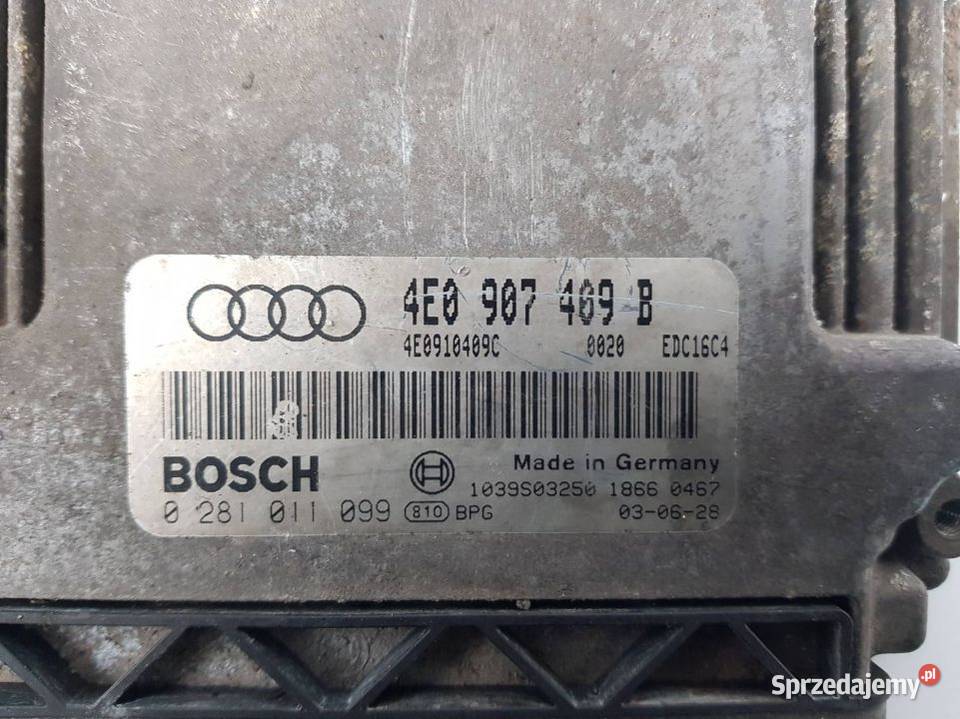 4E0 907 409 B
4E0910409C 0020 EDC16C4
BOSCH Made in Germany
1039S03250 1866 0467
0 281 011 099 810 BPG 03-06-28
Sprzedajemy.pl